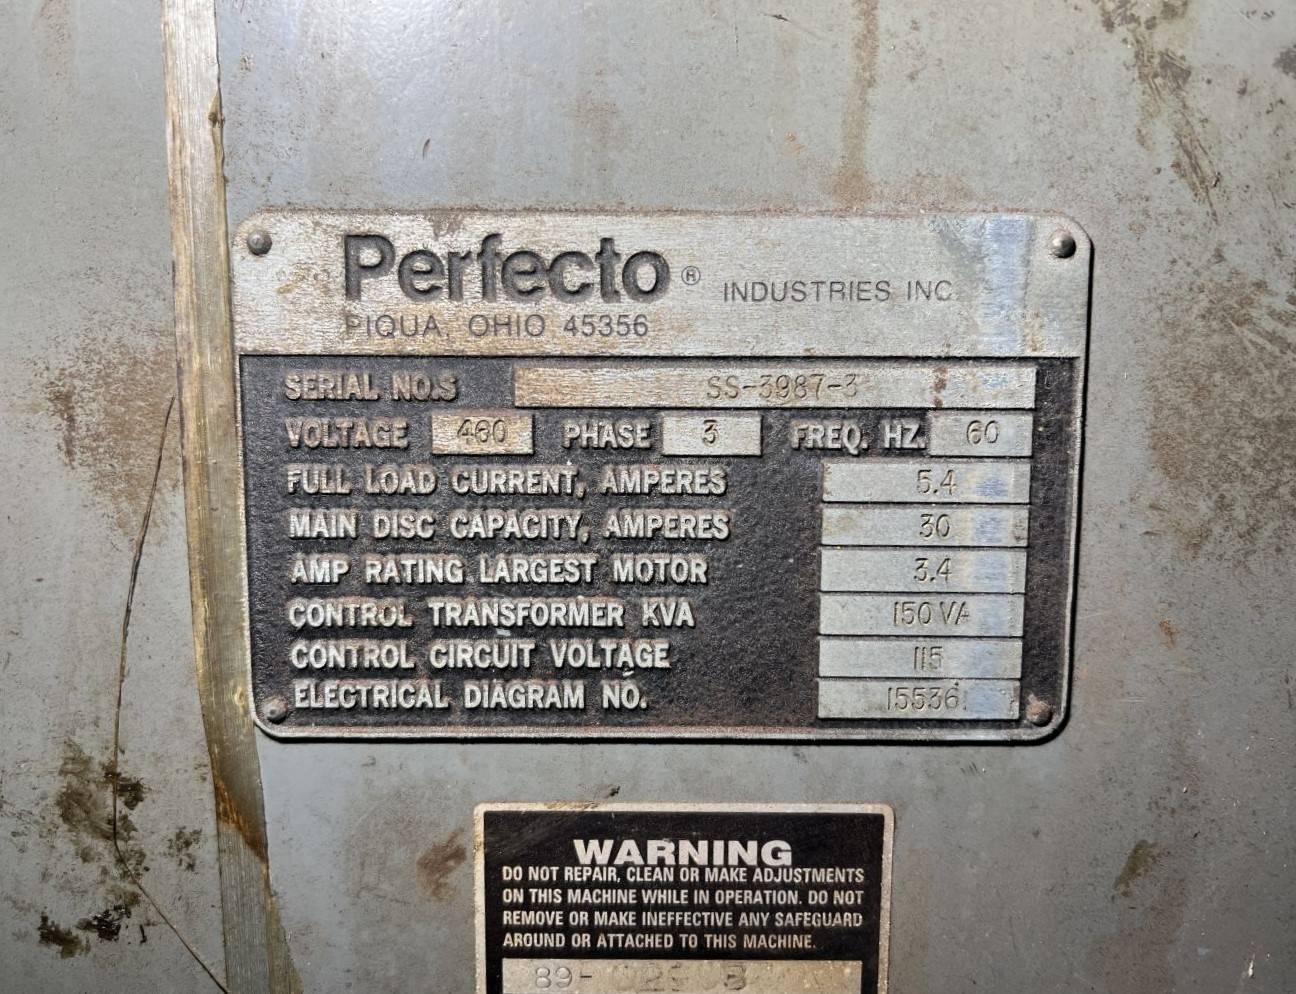 Perfecto® INDUSTRIES INC
PIQUA, OHIO 45356
SERIAL NO.S SS-3987-3
VOLTAGE 460 PHASE 3 FREQ. HZ. 60
FULL LOAD CURRENT, AMPERES 5.4
MAIN DISC CAPACITY, AMPERES 30
AMP RATING LARGEST MOTOR 3.4
CONTROL TRANSFORMER KVA 150 VA
CONTROL CIRCUIT VOLTAGE 115
ELECTRICAL DIAGRAM NO. 15536
WARNING
DO NOT REPAIR, CLEAN OR MAKE ADJUSTMENTS
ON THIS MACHINE WHILE IN OPERATION. DO NOT
REMOVE OR MAKE INEFFECTIVE ANY SAFEGUARD
AROUND OR ATTACHED TO THIS MACHINE.
89-